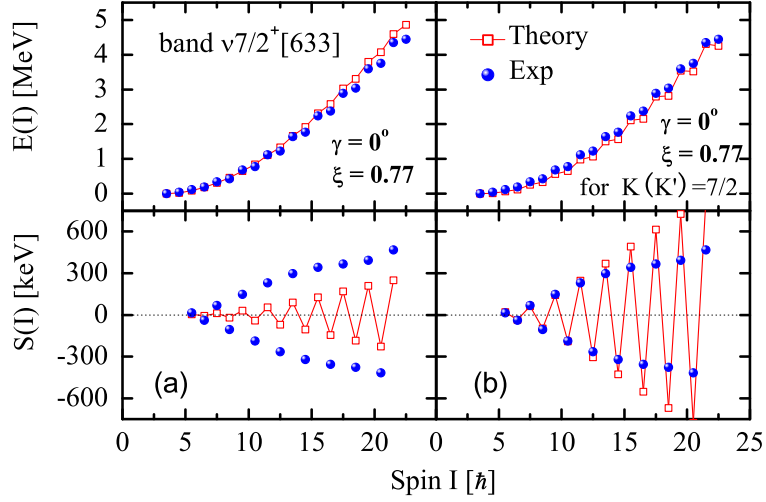 E(I) [MeV]
5
4
3
2
1
0
band ν7/2⁺[633]
γ = 0°
ξ = 0.77
Theory
Exp
γ = 0°
ξ = 0.77
for K (K')=7/2
S(I) [keV]
600
300
0
-300
-600
(a)
(b)
0 5 10 15 20 0 5 10 15 20 25
Spin I [ħ]